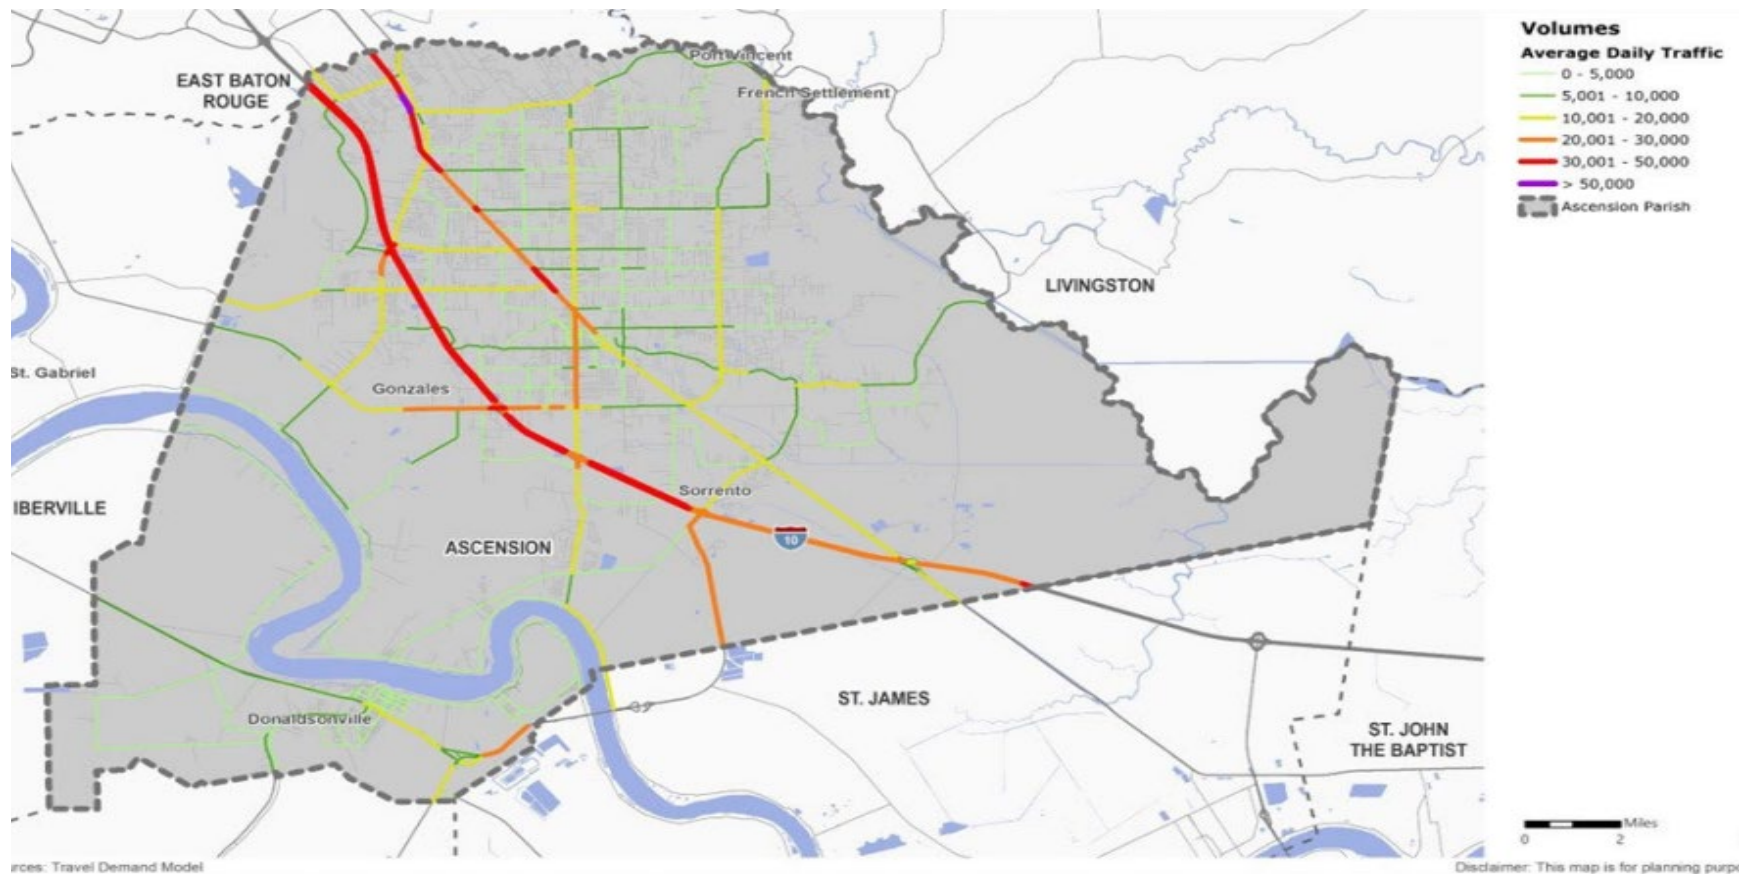 Volumes
Average Daily Traffic
0 - 5,000
5,001 - 10,000
10,001 - 20,000
20,001 - 30,000
30,001 - 50,000
> 50,000
Ascension Parish
Port Vincent
EAST BATON
ROUGE
French Settlement
LIVINGSTON
St. Gabriel
Gonzales
Sorrento
IBERVILLE
10
ASCENSION
ST. JAMES
Donaldsonville
ST. JOHN
THE BAPTIST
Miles
0 2
urces: Travel Demand Model
Disclaimer: This map is for planning purpo